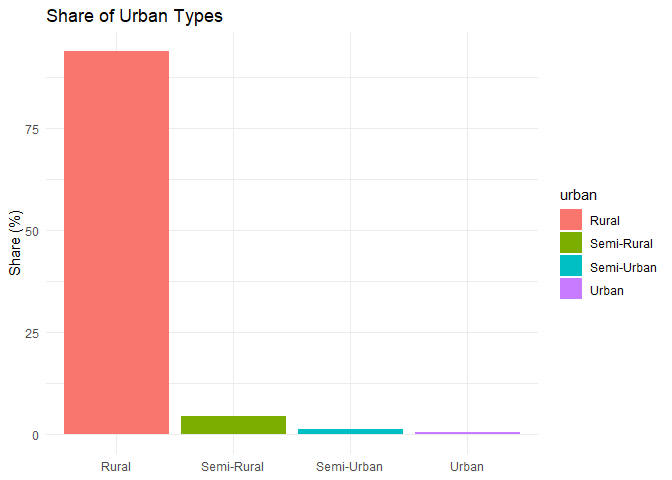 Share of Urban Types
Share (%)
75
50
25
0
Rural
Semi-Rural
Semi-Urban
Urban
urban
Rural
Semi-Rural
Semi-Urban
Urban